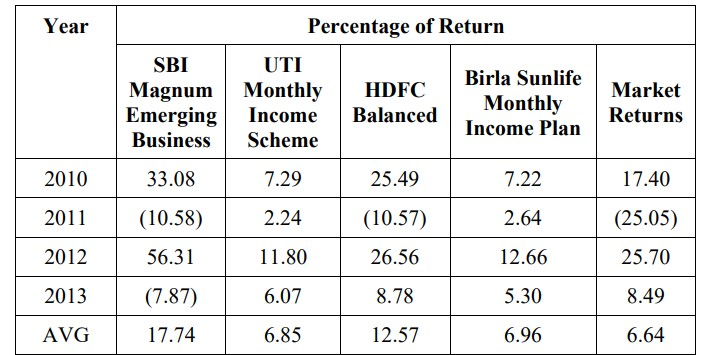 Year Percentage of Return
SBI Magnum Emerging Business UTI Monthly Income Scheme HDFC Balanced Birla Sunlife Monthly Income Plan Market Returns
2010 33.08 7.29 25.49 7.22 17.40
2011 (10.58) 2.24 (10.57) 2.64 (25.05)
2012 56.31 11.80 26.56 12.66 25.70
2013 (7.87) 6.07 8.78 5.30 8.49
AVG 17.74 6.85 12.57 6.96 6.64